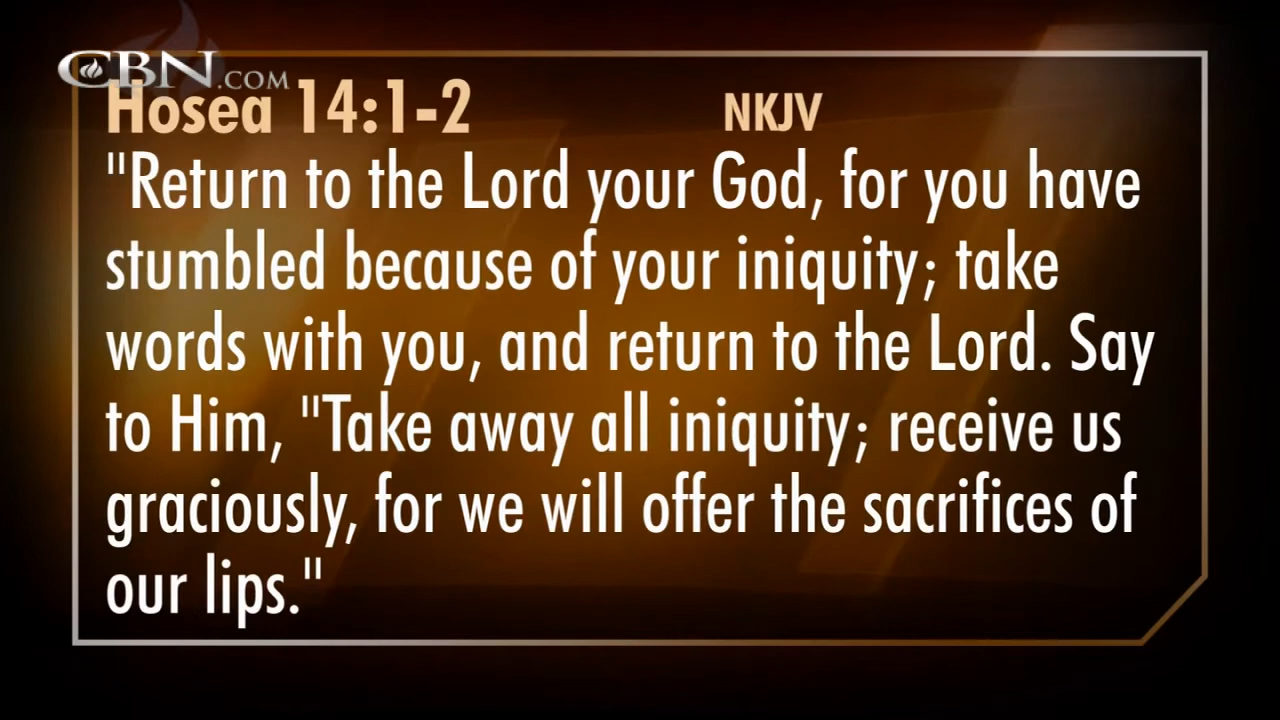 CBN.COM
Hosea 14:1-2 NKJV
"Return to the Lord your God, for you have
stumbled because of your iniquity; take
words with you, and return to the Lord. Say
to Him, "Take away all iniquity; receive us
graciously, for we will offer the sacrifices of
our lips."